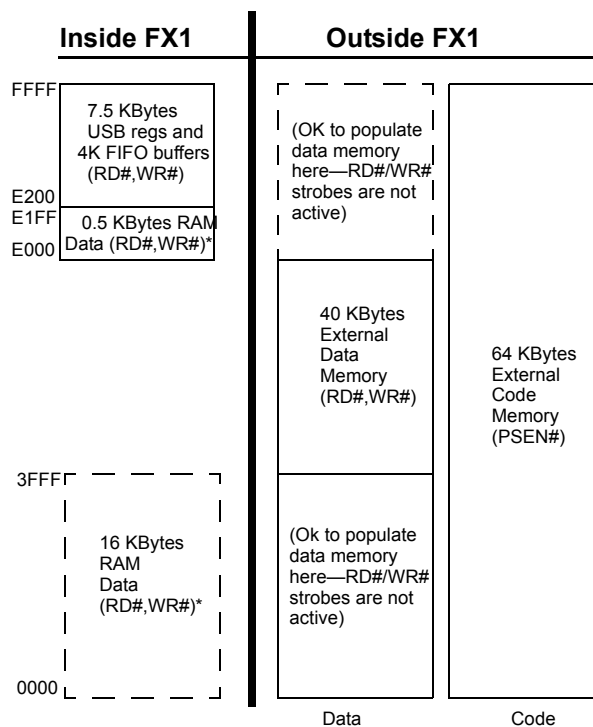 Inside FX1
Outside FX1
FFFF
7.5 KBytes
USB regs and
4K FIFO buffers
(RD#,WR#)
E200
E1FF
0.5 KBytes RAM
Data (RD#,WR#)*
E000
(OK to populate
data memory
here—RD#/WR#
strobes are not
active)
40 KBytes
External
Data
Memory
(RD#,WR#)
64 KBytes
External
Code
Memory
(PSEN#)
3FFF
16 KBytes
RAM
Data
(RD#,WR#)*
(Ok to populate
data memory
here—RD#/WR#
strobes are not
active)
0000
Data
Code